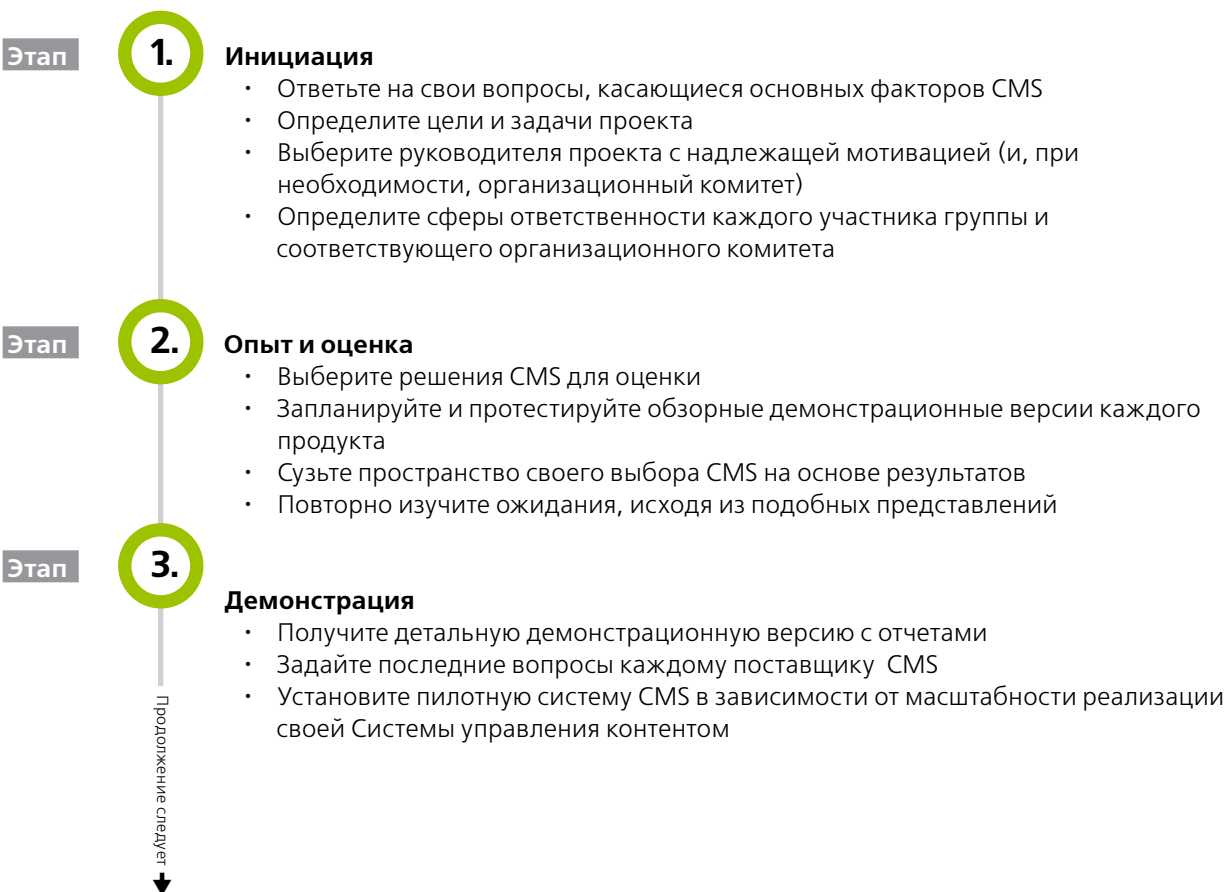 Этап
1.
Инициация
• Ответьте на свои вопросы, касающиеся основных факторов CMS
• Определите цели и задачи проекта
• Выберите руководителя проекта с надлежащей мотивацией (и, при
необходимости, организационный комитет)
• Определите сферы ответственности каждого участника группы и
соответствующего организационного комитета
Этап
2.
Опыт и оценка
• Выберите решения CMS для оценки
• Запланируйте и протестируйте обзорные демонстрационные версии каждого
продукта
• Сузьте пространство своего выбора CMS на основе результатов
• Повторно изучите ожидания, исходя из подобных представлений
Этап
3.
Демонстрация
• Получите детальную демонстрационную версию с отчетами
• Задайте последние вопросы каждому поставщику CMS
• Установите пилотную систему CMS в зависимости от масштабности реализации
своей Системы управления контентом
Продолжение следует